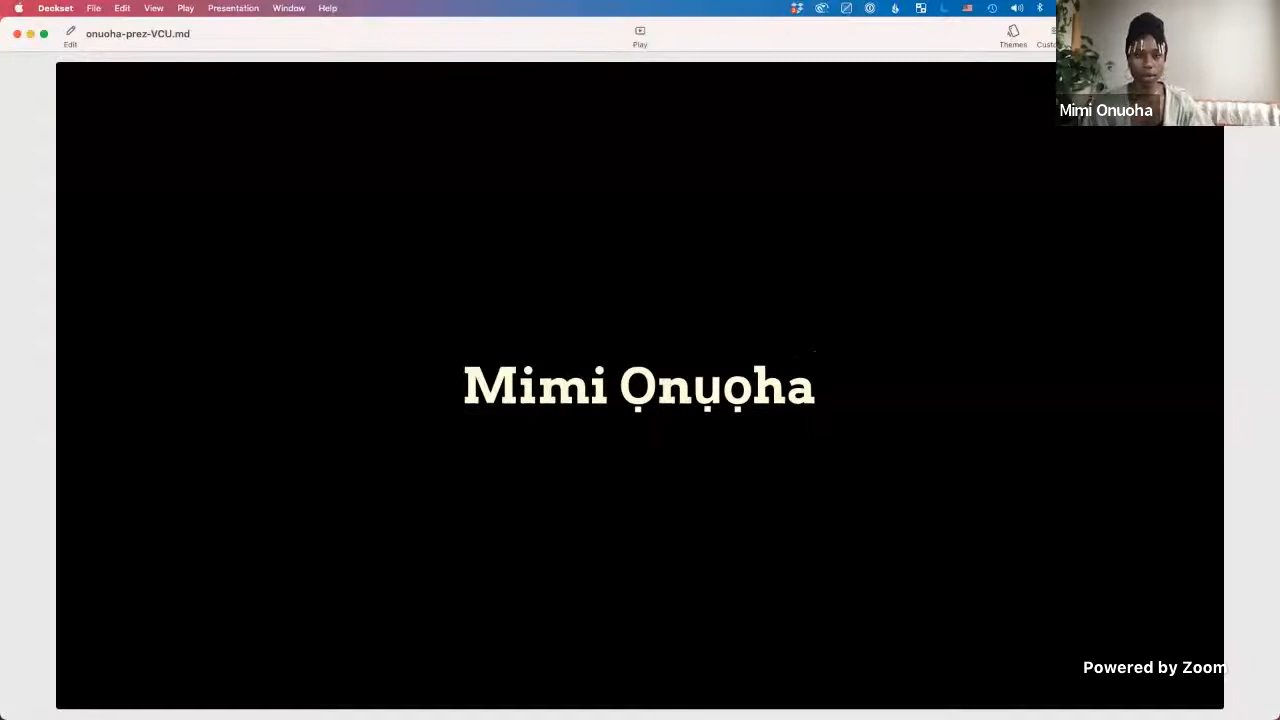 Deckset File Edit View Play Presentation Window Help
onuoha-prez-VCU.md
Edit
Play
Themes
Mimi Onuoha
Mimi Ọnụọha
Powered by Zoom